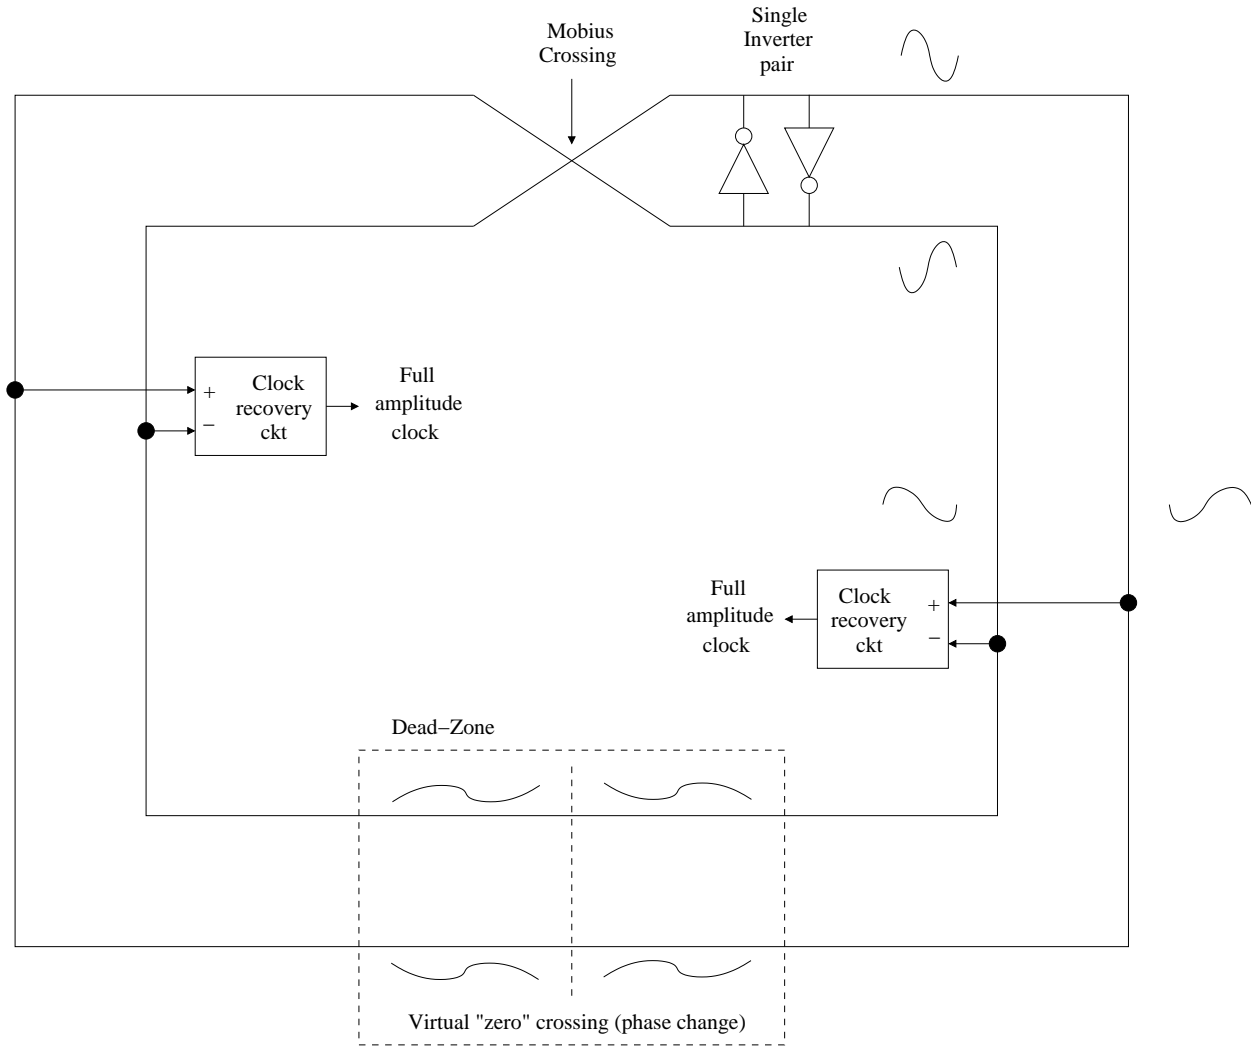 Mobius
Crossing
Single
Inverter
pair
+
−
Clock
recovery
ckt
Full
amplitude
clock
Full
amplitude
clock
Clock
recovery
ckt
+
−
Dead−Zone
Virtual "zero" crossing (phase change)